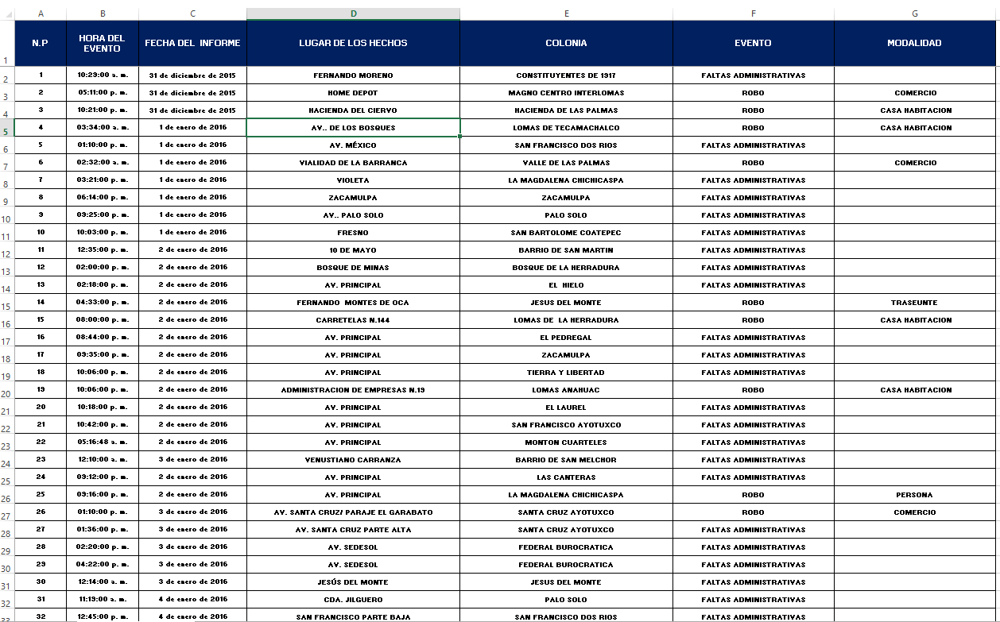 A B C D E F G
1 N.P HORA DEL EVENTO FECHA DEL INFORME LUGAR DE LOS HECHOS COLONIA EVENTO MODALIDAD
2 1 10:29:00 a. m. 31 de diciembre de 2015 FERNANDO MORENO CONSTITUYENTES DE 1917 FALTAS ADMINISTRATIVAS
3 2 05:11:00 p. m. 31 de diciembre de 2015 HOME DEPOT MAGNO CENTRO INTERLOMAS ROBO COMERCIO
4 3 10:21:00 p. m. 31 de diciembre de 2015 HACIENDA DEL CIERVO HACIENDA DE LAS PALMAS ROBO CASA HABITACION
5 4 03:34:00 a. m. 1 de enero de 2016 AV.. DE LOS BOSQUES LOMAS DE TECAMACHALCO ROBO CASA HABITACION
6 5 01:10:00 p. m. 1 de enero de 2016 AV. MÉXICO SAN FRANCISCO DOS RIOS FALTAS ADMINISTRATIVAS
7 6 02:32:00 a. m. 1 de enero de 2016 VIALIDAD DE LA BARRANCA VALLE DE LAS PALMAS ROBO COMERCIO
8 7 03:21:00 p. m. 1 de enero de 2016 VIOLETA LA MAGDALENA CHICHICASPA FALTAS ADMINISTRATIVAS
9 8 06:14:00 p. m. 1 de enero de 2016 ZACAMULPA ZACAMULPA FALTAS ADMINISTRATIVAS
10 9 09:25:00 p. m. 1 de enero de 2016 AV.. PALO SOLO PALO SOLO FALTAS ADMINISTRATIVAS
11 10 10:03:00 p. m. 1 de enero de 2016 FRESNO SAN BARTOLOME COATEPEC FALTAS ADMINISTRATIVAS
12 11 12:35:00 p. m. 2 de enero de 2016 10 DE MAYO BARRIO DE SAN MARTIN FALTAS ADMINISTRATIVAS
13 12 02:00:00 p. m. 2 de enero de 2016 BOSQUE DE MINAS BOSQUE DE LA HERRADURA FALTAS ADMINISTRATIVAS
14 13 02:18:00 p. m. 2 de enero de 2016 AV. PRINCIPAL EL HIELO FALTAS ADMINISTRATIVAS
15 14 04:33:00 p. m. 2 de enero de 2016 FERNANDO MONTES DE OCA JESUS DEL MONTE ROBO TRASEUNTE
16 15 08:00:00 p. m. 2 de enero de 2016 CARRETELAS N.144 LOMAS DE LA HERRADURA ROBO CASA HABITACION
17 16 08:44:00 p. m. 2 de enero de 2016 AV. PRINCIPAL EL PEDREGAL FALTAS ADMINISTRATIVAS
18 17 09:35:00 p. m. 2 de enero de 2016 AV. PRINCIPAL ZACAMULPA FALTAS ADMINISTRATIVAS
19 18 10:06:00 p. m. 2 de enero de 2016 AV. PRINCIPAL TIERRA Y LIBERTAD FALTAS ADMINISTRATIVAS
20 19 10:06:00 p. m. 2 de enero de 2016 ADMINISTRACION DE EMPRESAS N.19 LOMAS ANAHUAC ROBO CASA HABITACION
21 20 10:18:00 p. m. 2 de enero de 2016 AV. PRINCIPAL EL LAUREL FALTAS ADMINISTRATIVAS
22 21 10:42:00 p. m. 2 de enero de 2016 AV. PRINCIPAL SAN FRANCISCO AYOTUXCO FALTAS ADMINISTRATIVAS
23 22 05:16:48 a. m. 2 de enero de 2016 AV. PRINCIPAL MONTON CUARTELES FALTAS ADMINISTRATIVAS
24 23 12:10:00 a. m. 3 de enero de 2016 VENUSTIANO CARRANZA BARRIO DE SAN MELCHOR FALTAS ADMINISTRATIVAS
25 24 09:12:00 p. m. 2 de enero de 2016 AV. PRINCIPAL LAS CANTERAS FALTAS ADMINISTRATIVAS
26 25 09:16:00 p. m. 2 de enero de 2016 AV. PRINCIPAL LA MAGDALENA CHICHICASPA ROBO PERSONA
27 26 01:10:00 p. m. 3 de enero de 2016 AV. SANTA CRUZ/ PARAJE EL GARABATO SANTA CRUZ AYOTUXCO ROBO COMERCIO
28 27 01:36:00 p. m. 3 de enero de 2016 AV. SANTA CRUZ PARTE ALTA SANTA CRUZ AYOTUXCO FALTAS ADMINISTRATIVAS
29 28 02:20:00 p. m. 3 de enero de 2016 AV. SEDESOL FEDERAL BUROCRATICA FALTAS ADMINISTRATIVAS
30 29 04:22:00 p. m. 3 de enero de 2016 AV. SEDESOL FEDERAL BUROCRATICA FALTAS ADMINISTRATIVAS
31 30 12:14:00 a. m. 3 de enero de 2016 JESÚS DEL MONTE JESUS DEL MONTE FALTAS ADMINISTRATIVAS
32 31 11:19:00 a. m. 4 de enero de 2016 CDA. JILGUERO PALO SOLO FALTAS ADMINISTRATIVAS
33 32 12:45:00 p. m. 4 de enero de 2016 SAN FRANCISCO PARTE BAJA SAN FRANCISCO DOS RIOS FALTAS ADMINISTRATIVAS